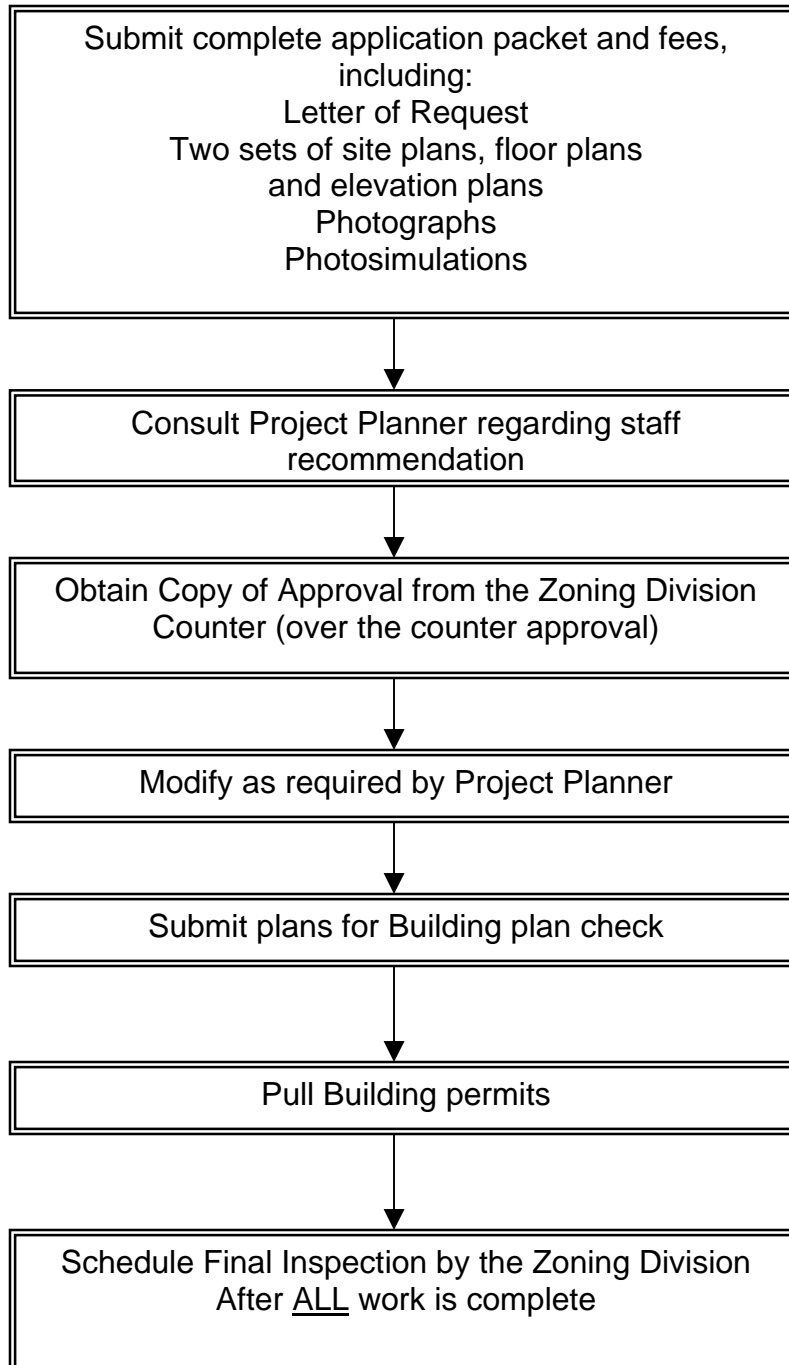 Submit complete application packet and fees,
including:
Letter of Request
Two sets of site plans, floor plans
and elevation plans
Photographs
Photosimulations
Consult Project Planner regarding staff
recommendation
Obtain Copy of Approval from the Zoning Division
Counter (over the counter approval)
Modify as required by Project Planner
Submit plans for Building plan check
Pull Building permits
Schedule Final Inspection by the Zoning Division
After ALL work is complete